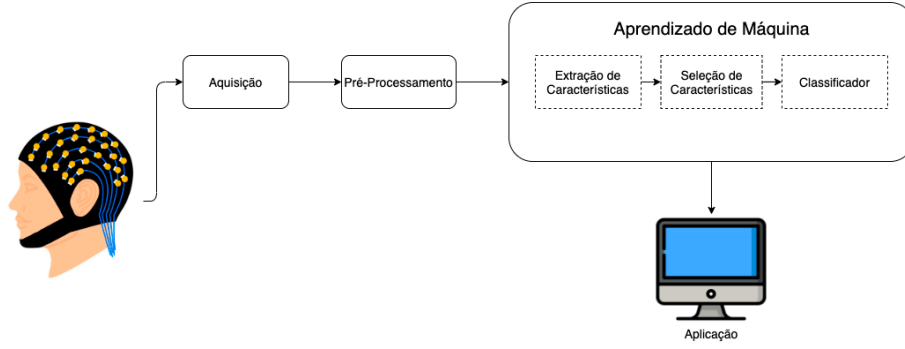 Aprendizado de Máquina
Aquisição
Pré-Processamento
Extração de
Características
Seleção de
Características
Classificador
Aplicação